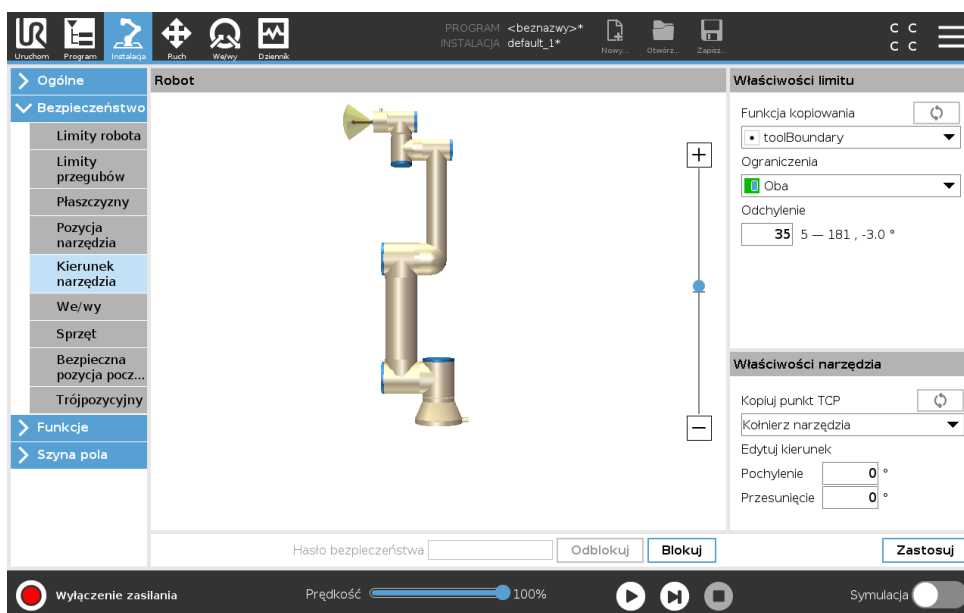 PROGRAM <beznazwy>*
INSTALACJA default_1*
UR
Uruchom
Program
Instalacja
Ruch
We/wy
Dziennik
Nowy...
Otwórz...
Zapisz...
C C
C C
Ogólne
Bezpieczeństwo
Limity robota
Limity
przegubów
Płaszczyzny
Pozycja
narzędzia
Kierunek
narzędzia
We/wy
Sprzęt
Bezpieczna
pozycja pocz...
Trójpozycyjny
Funkcje
Szyna pola
Robot
+
−
Właściwości limitu
Funkcja kopiowania
toolBoundary
Ograniczenia
Oba
Odchylenie
35 5 — 181 , -3.0 °
Właściwości narzędzia
Kopiuj punkt TCP
Kołnierz narzędzia
Edytuj kierunek
Pochylenie 0 °
Przesunięcie 0 °
Hasło bezpieczeństwa Odblokuj Blokuj
Zastosuj
Wyłączenie zasilania
Prędkość 100%
Symulacja